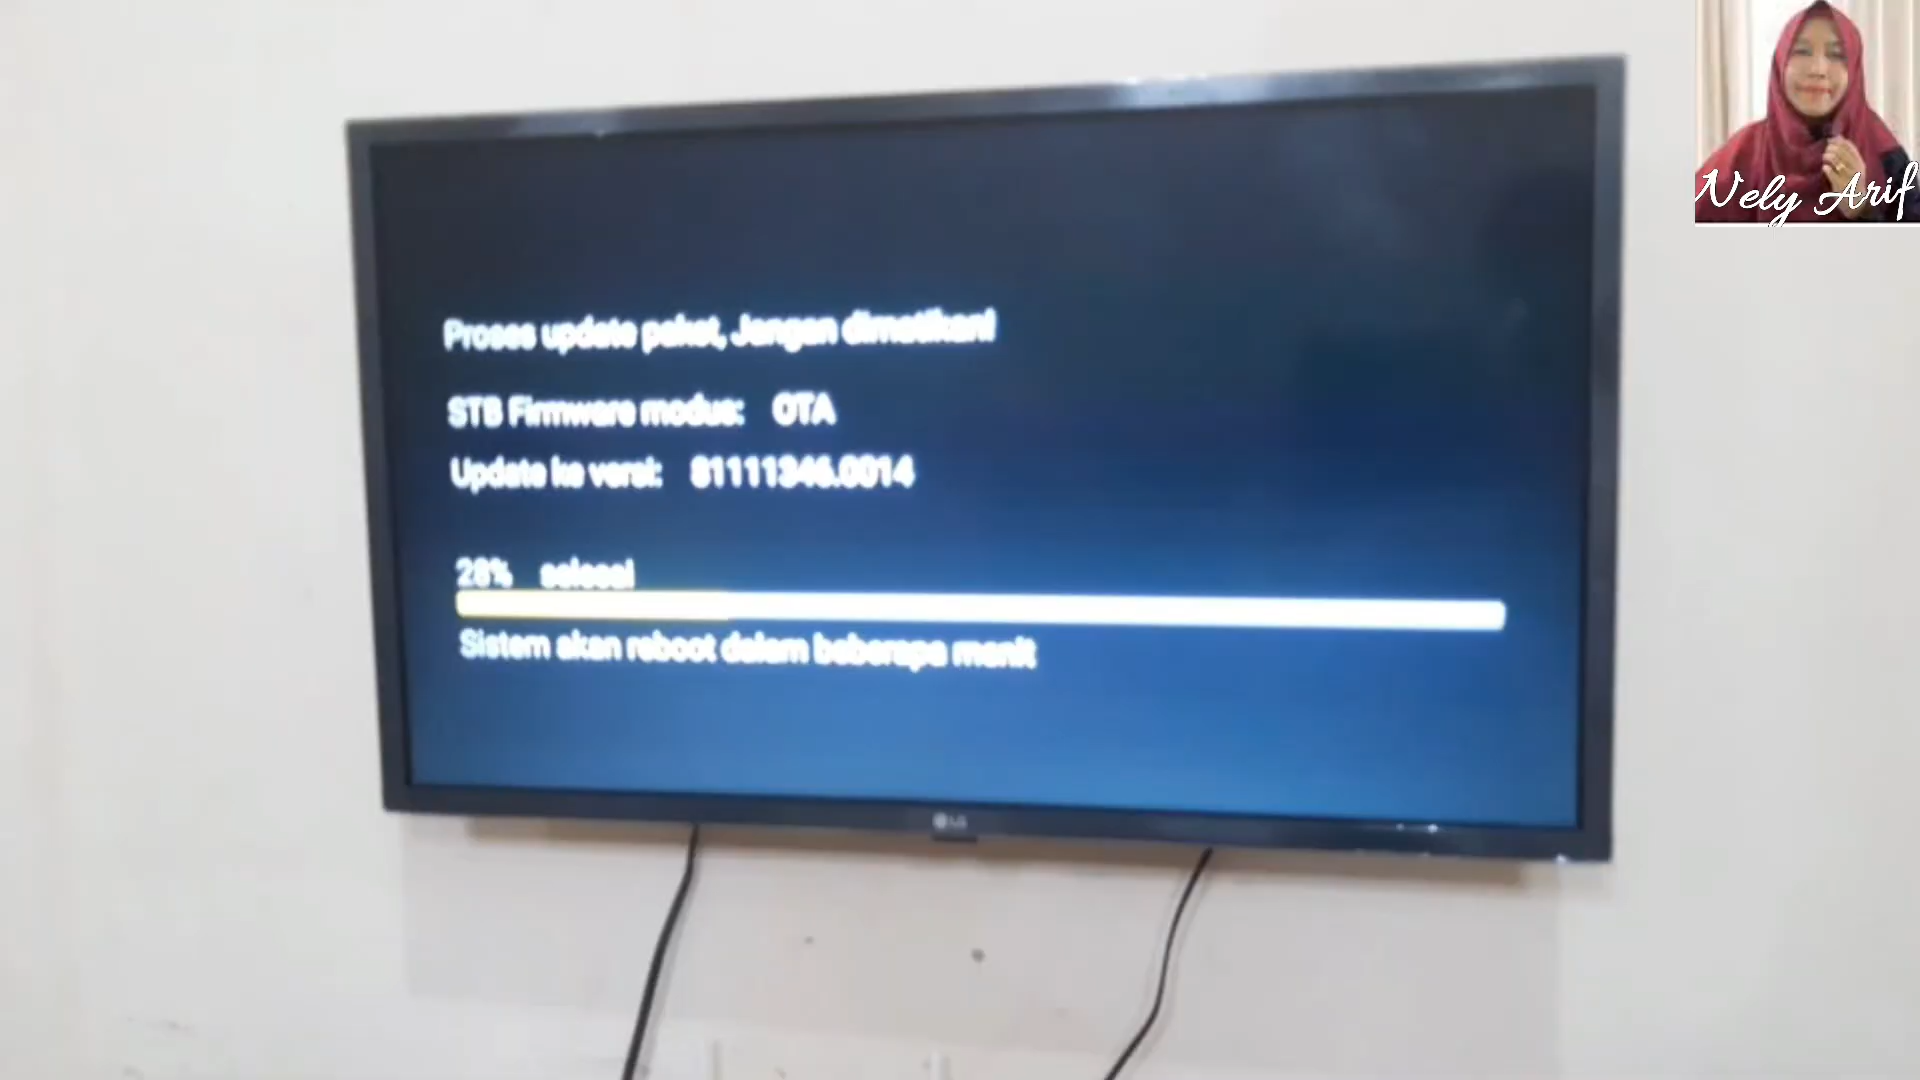 Nely Arif
Proses update paket, Jangan dimatikan!
STB Firmware modus: OTA
Update ke versi: 81111346.0014
28% selesai
Sistem akan reboot dalam beberapa menit
LG